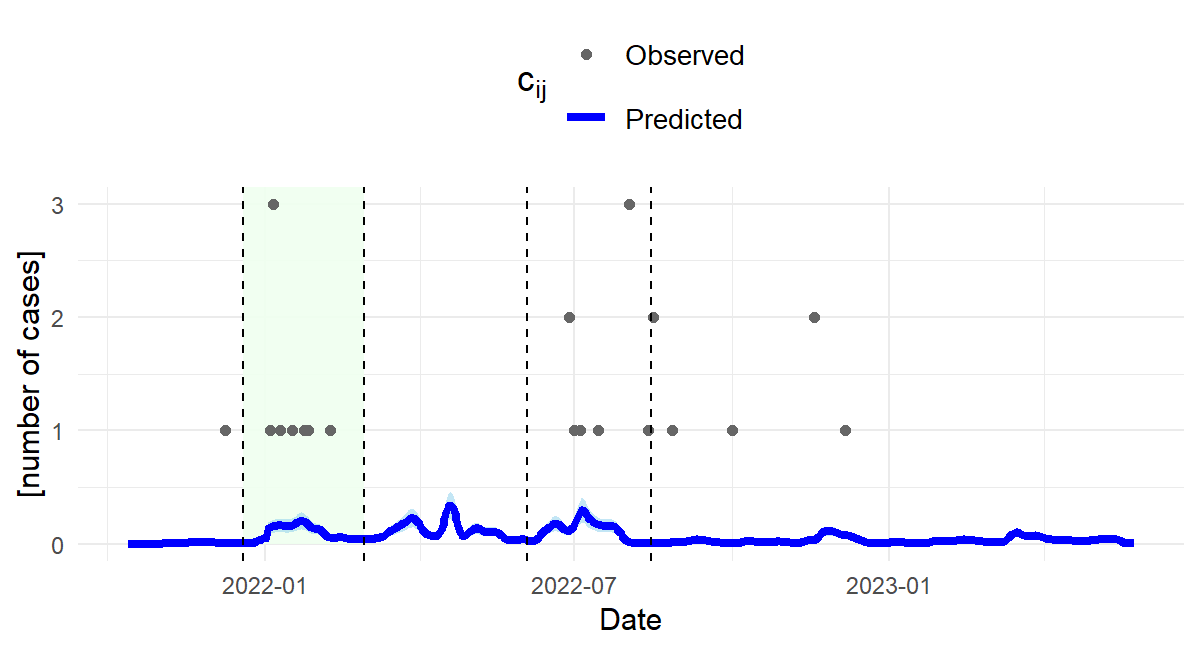 c_ij
Observed
Predicted
[number of cases]
3
2
1
0
2022-01
2022-07
2023-01
Date